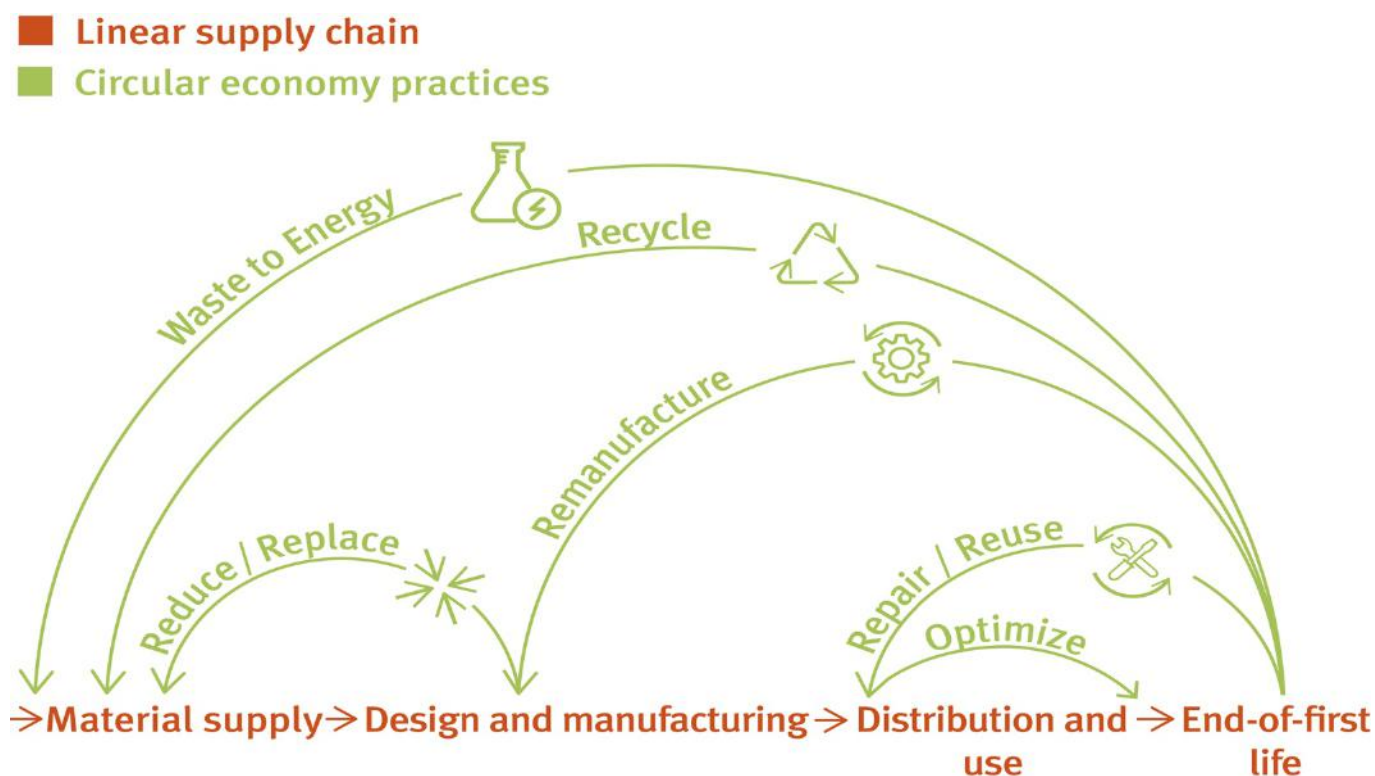 Linear supply chain
Circular economy practices
Waste to Energy
Recycle
Remanufacture
Reduce / Replace
Repair / Reuse
Optimize
Material supply
Design and manufacturing
Distribution and
use
End-of-first
life